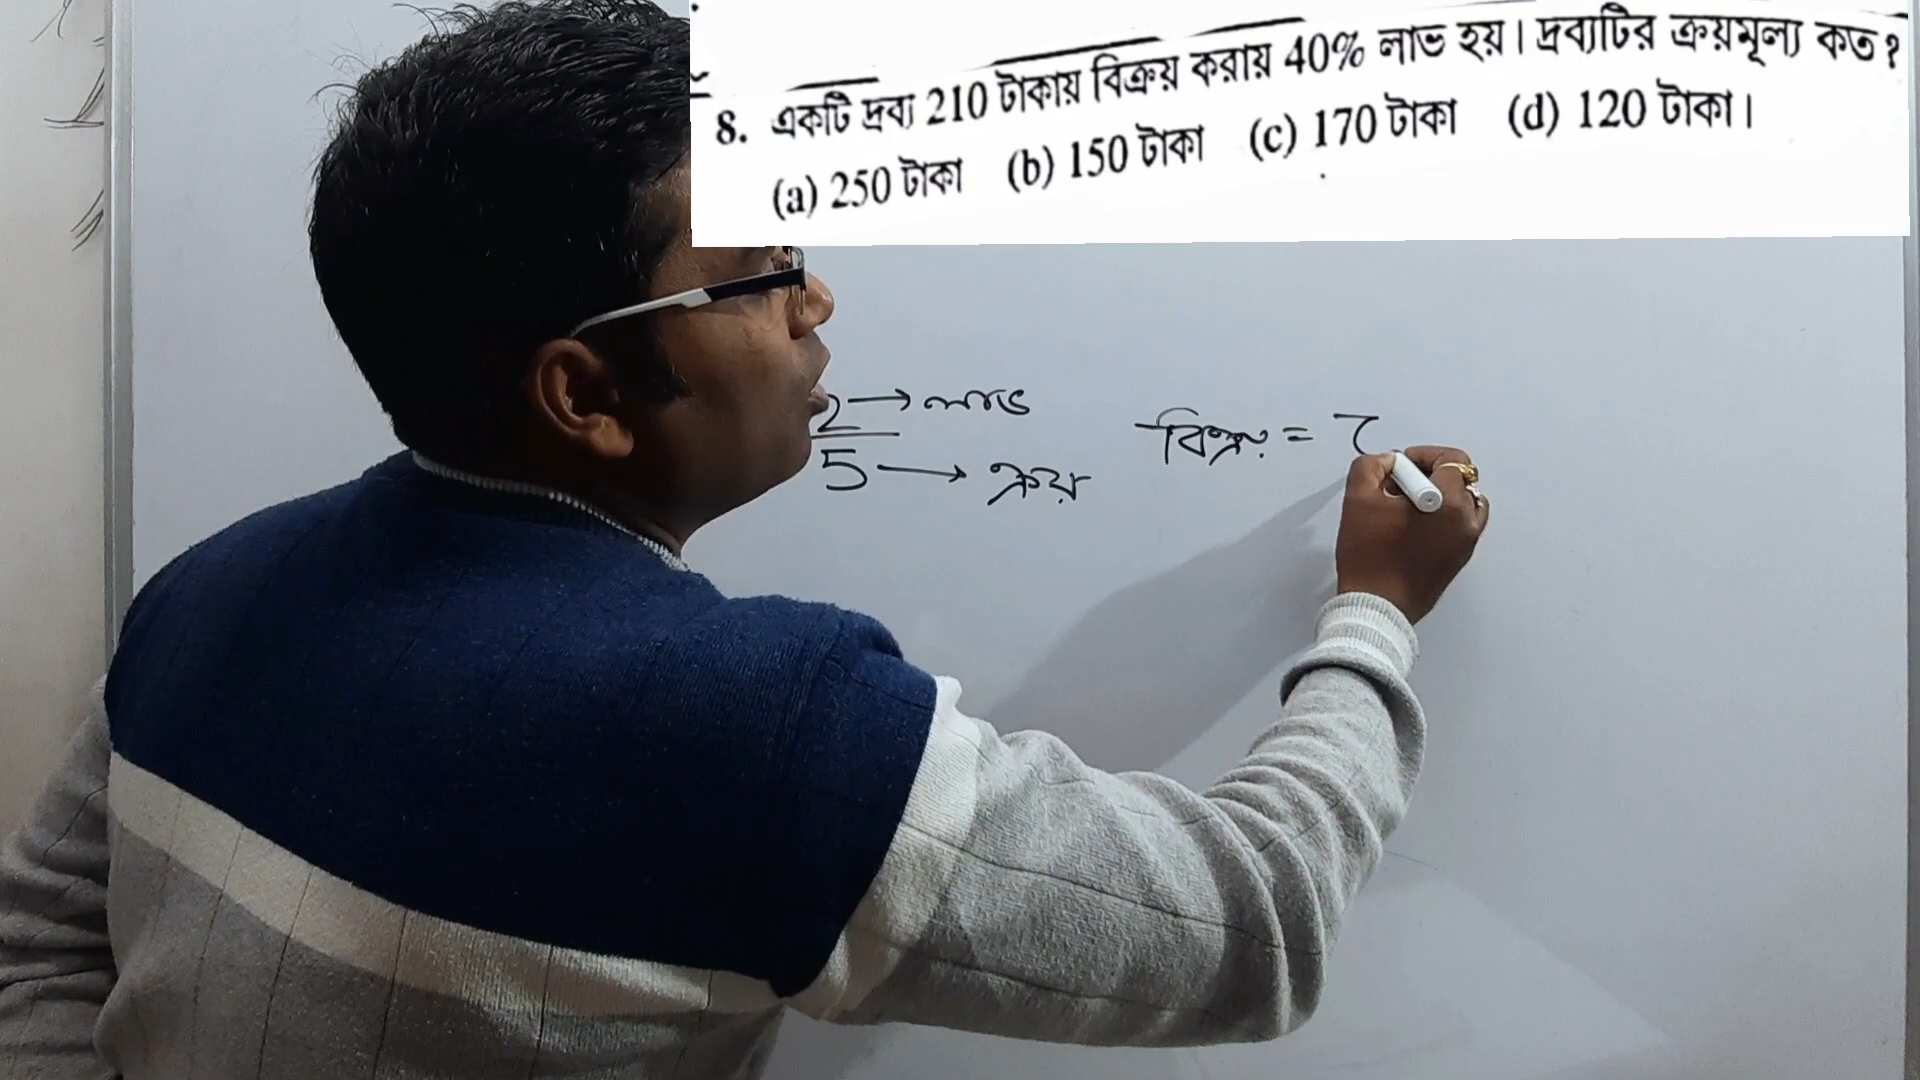 8. একটি দ্রব্য 210 টাকায় বিক্রয় করায় 40% লাভ হয়। দ্রব্যটির ক্রয়মূল্য কত?
(a) 250 টাকা (b) 150 টাকা (c) 170 টাকা (d) 120 টাকা।
2 → লাভ
5 → ক্রয়
বিক্রয় = 7